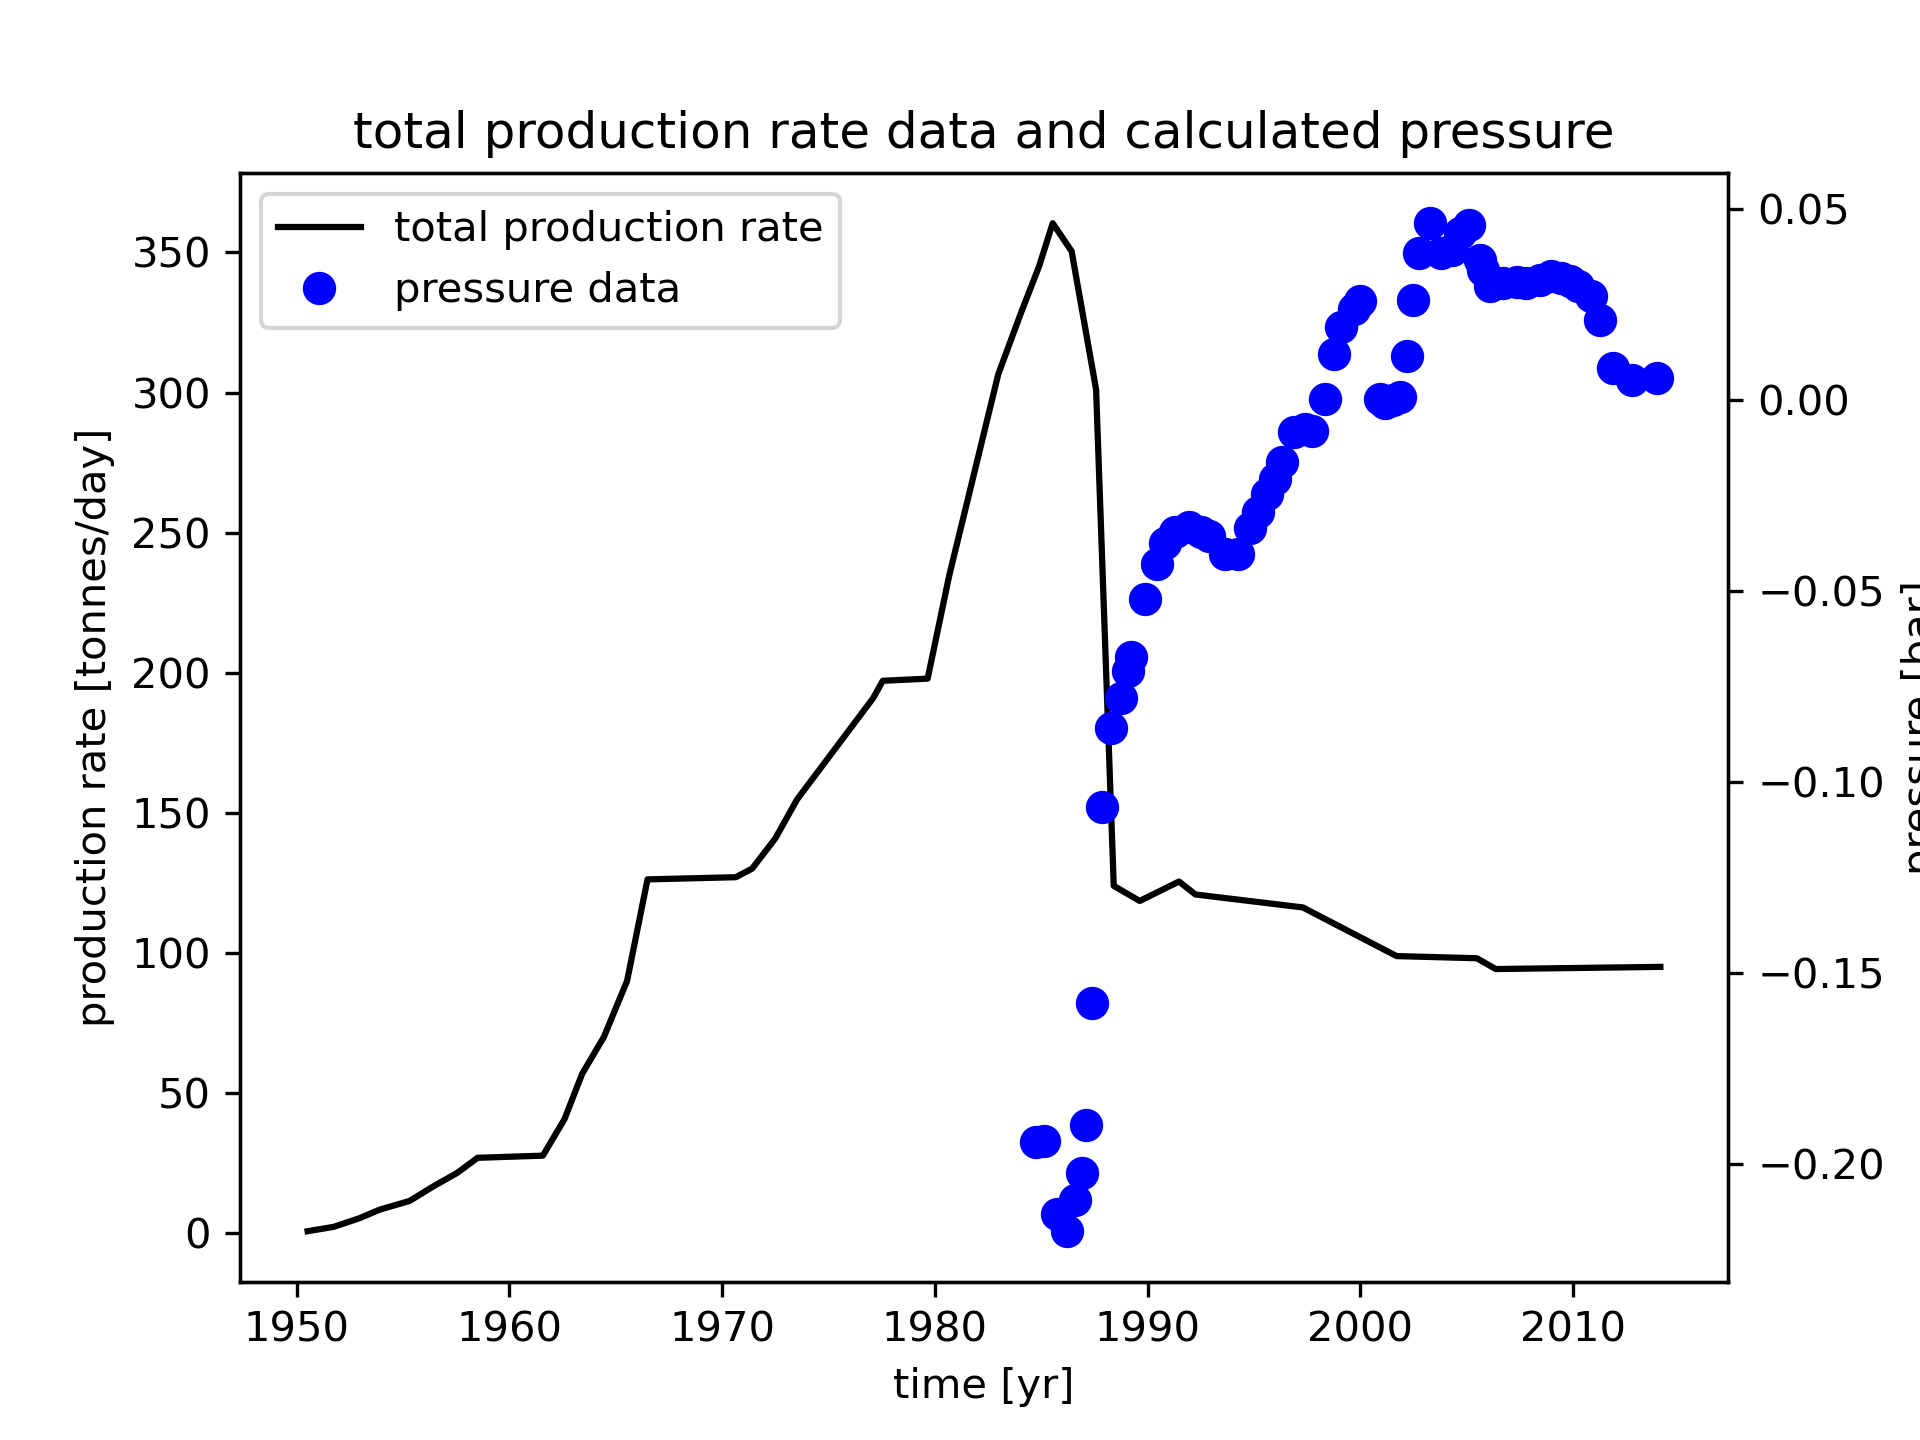 total production rate data and calculated pressure
total production rate
pressure data
350
300
250
200
150
100
50
0
production rate [tonnes/day]
0.05
0.00
−0.05
−0.10
−0.15
−0.20
pressure [bar]
1950 1960 1970 1980 1990 2000 2010
time [yr]